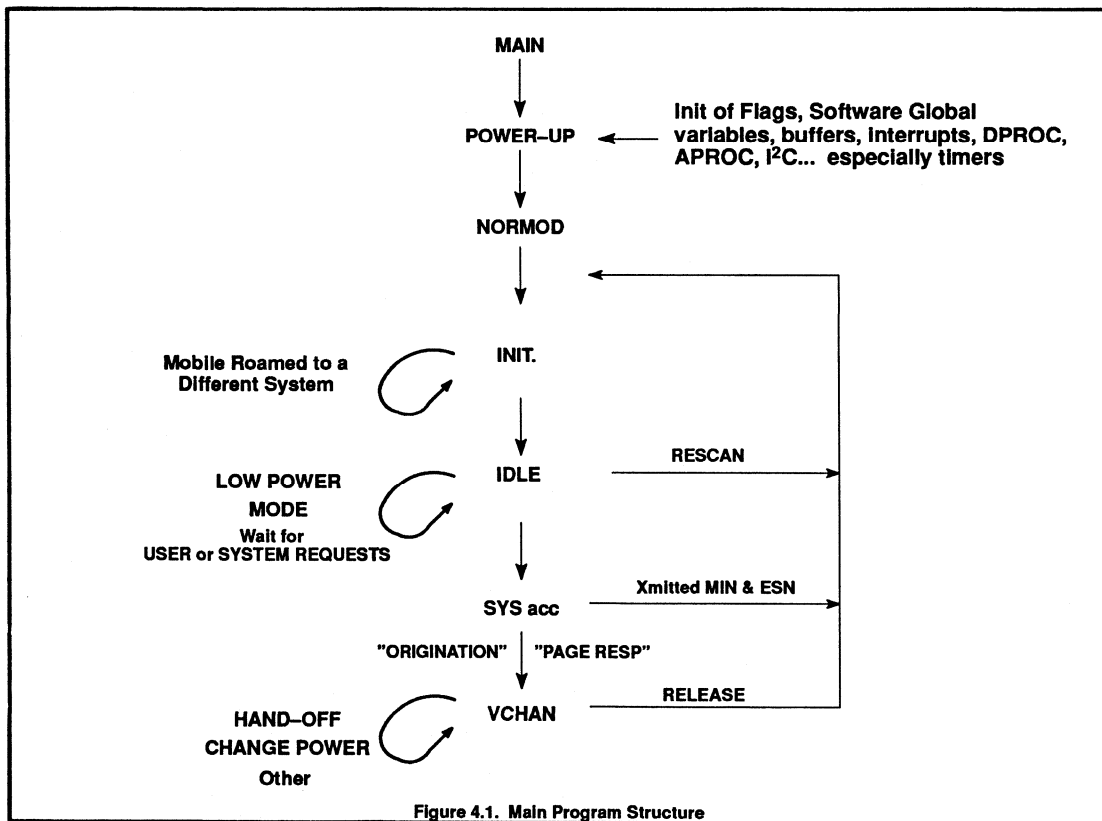 MAIN
POWER–UP
Init of Flags, Software Global
variables, buffers, interrupts, DPROC,
APROC, I²C... especially timers
NORMOD
INIT.
Mobile Roamed to a
Different System
IDLE
RESCAN
LOW POWER
MODE
Wait for
USER or SYSTEM REQUESTS
SYS acc
Xmitted MIN & ESN
"ORIGINATION"
"PAGE RESP"
VCHAN
RELEASE
HAND–OFF
CHANGE POWER
Other
Figure 4.1. Main Program Structure